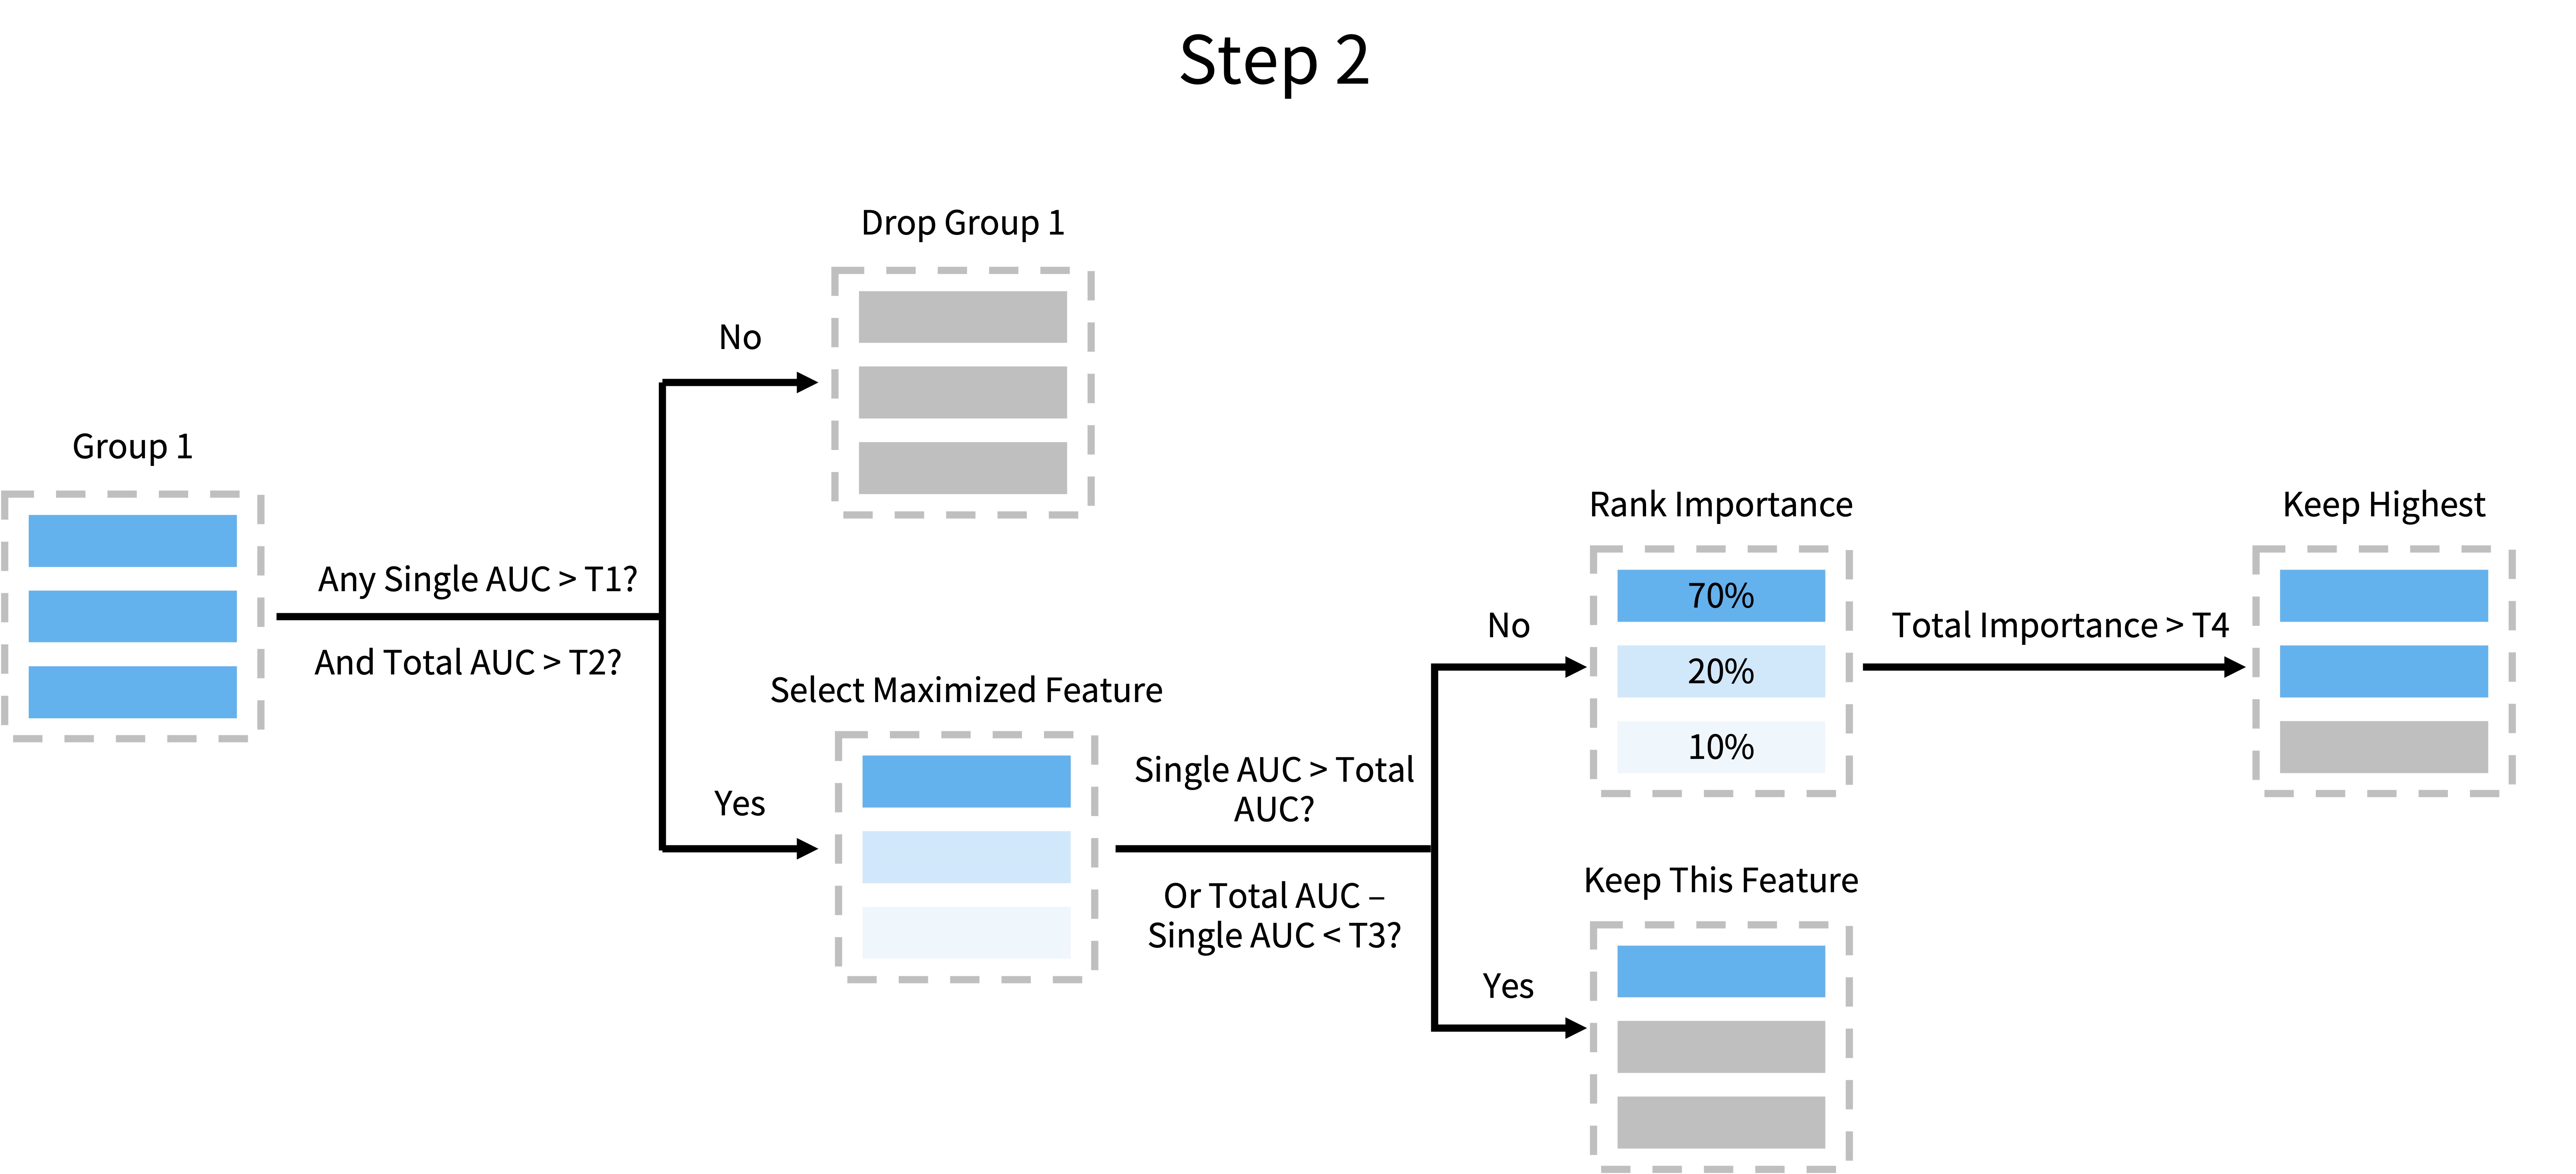 Step 2
Drop Group 1
No
Group 1
Any Single AUC > T1?
And Total AUC > T2?
Select Maximized Feature
Yes
Single AUC > Total
AUC?
Or Total AUC –
Single AUC < T3?
No
Rank Importance
70%
20%
10%
Total Importance > T4
Keep Highest
Yes
Keep This Feature